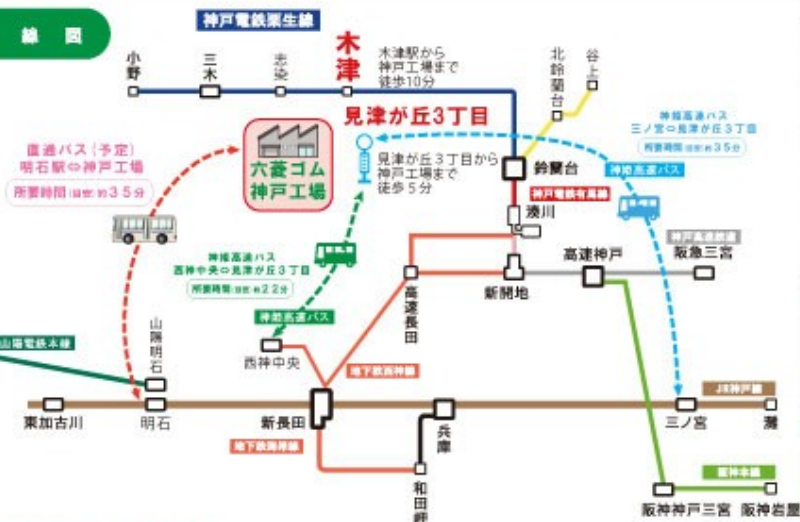 線 図
神戸電鉄粟生線
小野
三木
志染
木津
木津駅から
神戸工場まで
徒歩10分
北鈴蘭台
谷上
見津が丘3丁目
見津が丘3丁目から
神戸工場まで
徒歩5分
神姫高速バス
三ノ宮⇔見津が丘3丁目
所要時間(目安)約35分
神姫高速バス
直通バス(予定)
明石駅⇔神戸工場
所要時間(目安)約35分
六菱ゴム
神戸工場
鈴蘭台
神戸電鉄有馬線
湊川
神戸高速鉄道
高速神戸
阪急三宮
新開地
高速長田
神姫高速バス
西神中央⇔見津が丘3丁目
所要時間(目安)約22分
神姫高速バス
西神中央
山陽電鉄本線
山陽明石
地下鉄西神線
JR神戸線
東加古川
明石
新長田
兵庫
三ノ宮
灘
地下鉄海岸線
和田岬
阪神本線
阪神神戸三宮
阪神岩屋